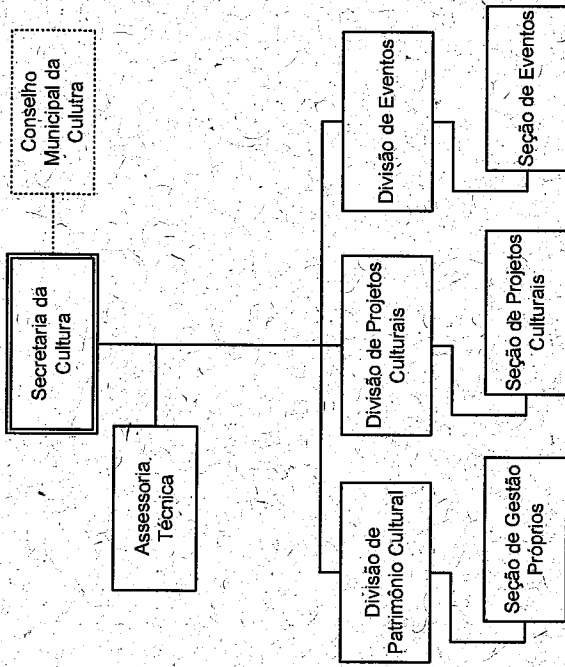 Secretaria da
Cultura
Conselho
Municipal da
Culutra
Assessoria
Técnica
Divisão de
Patrimônio Cultural
Divisão de Projetos
Culturais
Divisão de Eventos
Seção de Gestão
Próprios
Seção de Projetos
Culturais
Seção de Eventos